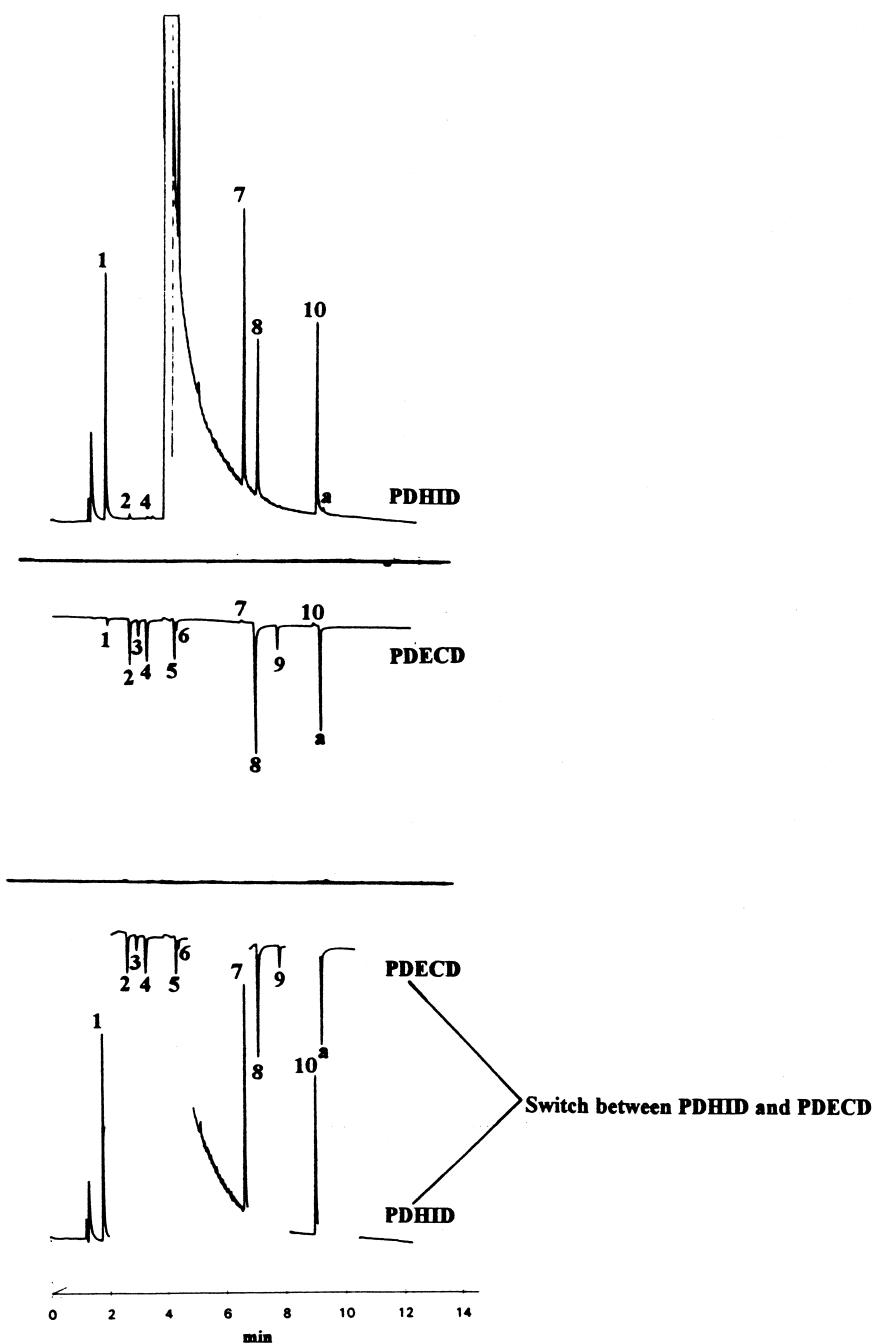 7
1
10
8
2 4
a
PDHID
7 10
1 3 6
2 4 5 9
PDECD
a
8
3 6
2 4 5 7 9
PDECD
1
8 10 a
Switch between PDHID and PDECD
PDHID
0 2 4 6 8 10 12 14
min